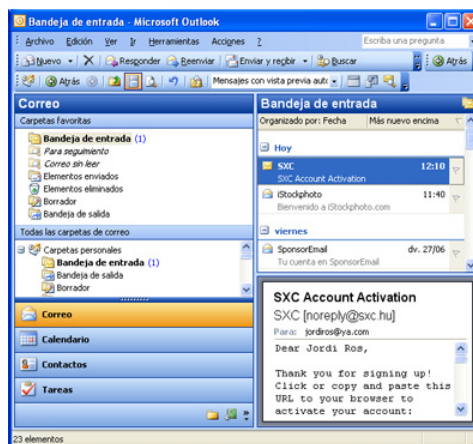 Bandeja de entrada - Microsoft Outlook
Archivo Edición Ver Ir Herramientas Acciones ? Escriba una pregunta
Nuevo Responder Reenviar Enviar y recibir Buscar Atrás
Atrás Mensajes con vista previa auto
Correo
Carpetas favoritas
Bandeja de entrada (1)
Para seguimiento
Correo sin leer
Elementos enviados
Elementos eliminados
Borrador
Bandeja de salida
Todas las carpetas de correo
Carpetas personales
Bandeja de entrada (1)
Bandeja de salida
Borrador
Correo
Calendario
Contactos
Tareas
Bandeja de entrada
Organizado por: Fecha Más nuevo encima
Hoy
SXC 12:10
SXC Account Activation
iStockphoto 11:40
Bienvenido a iStockphoto.com
viernes
SponsorEmail dv. 27/06
Tu cuenta en SponsorEmail
SXC Account Activation
SXC [noreply@sxc.hu]
Para: jordiros@ya.com
Dear Jordi Ros,
Thank you for signing up!
Click or copy and paste this
URL to your browser to
activate your account:
23 elementos